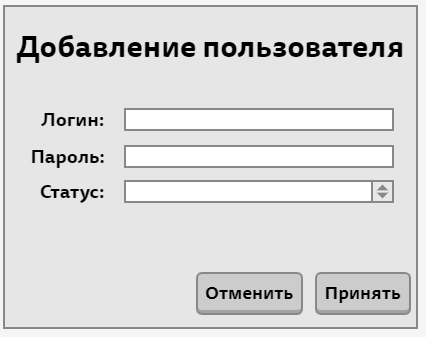 Добавление пользователя
Логин:
Пароль:
Статус:
Отменить Принять